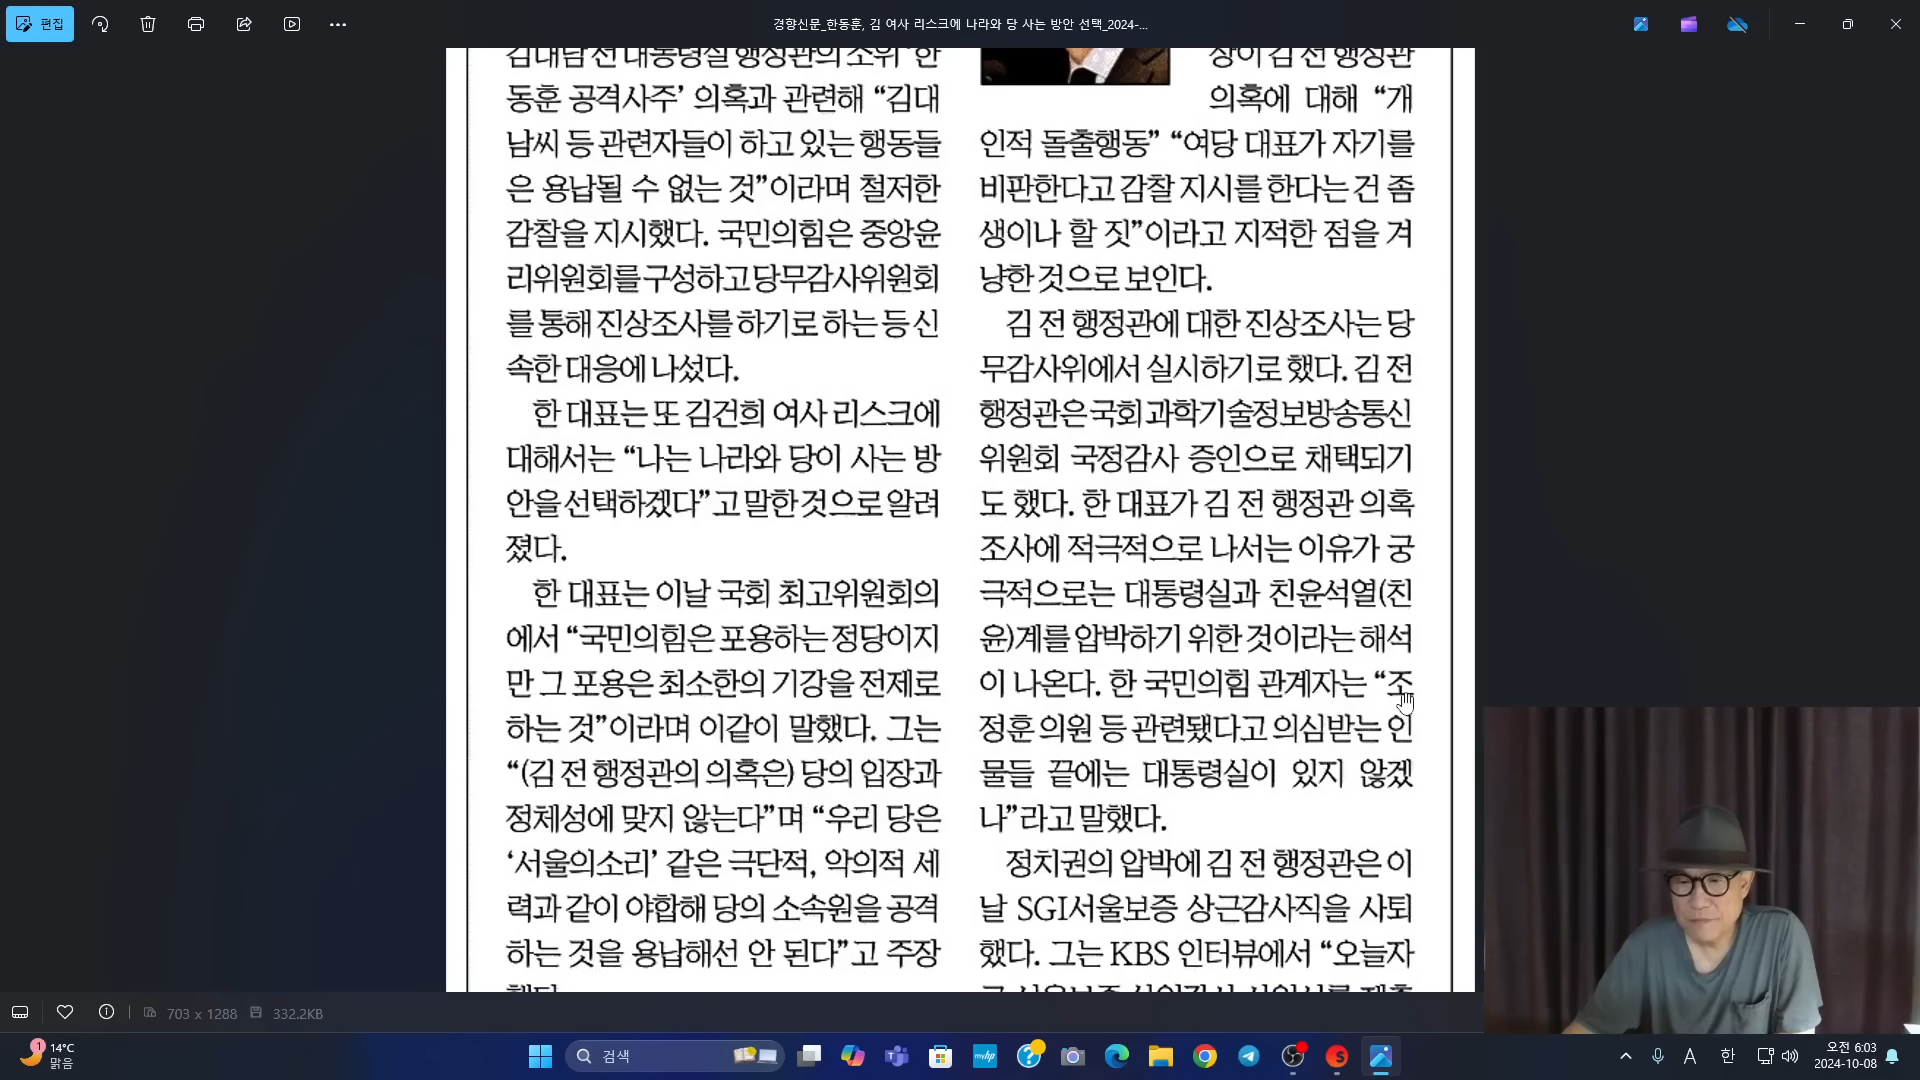 편집
경향신문_한동훈, 김 여사 리스크에 나라와 당 사는 방안 선택_2024-...
김대남 전 대통령실 행정관의 소위 ‘한
동훈 공격사주’ 의혹과 관련해 “김대
남씨 등 관련자들이 하고 있는 행동들
은 용납될 수 없는 것”이라며 철저한
감찰을 지시했다. 국민의힘은 중앙윤
리위원회를 구성하고 당무감사위원회
를 통해 진상조사를 하기로 하는 등 신
속한 대응에 나섰다.
한 대표는 또 김건희 여사 리스크에
대해서는 “나는 나라와 당이 사는 방
안을 선택하겠다”고 말한 것으로 알려
졌다.
한 대표는 이날 국회 최고위원회의
에서 “국민의힘은 포용하는 정당이지
만 그 포용은 최소한의 기강을 전제로
하는 것”이라며 이같이 말했다. 그는
“(김 전 행정관의 의혹은) 당의 입장과
정체성에 맞지 않는다”며 “우리 당은
‘서울의소리’ 같은 극단적, 악의적 세
력과 같이 야합해 당의 소속원을 공격
하는 것을 용납해선 안 된다”고 주장
했다
장이 김 전 행정관
의혹에 대해 “개
인적 돌출행동” “여당 대표가 자기를
비판한다고 감찰 지시를 한다는 건 좀
생이나 할 짓”이라고 지적한 점을 겨
냥한 것으로 보인다.
김 전 행정관에 대한 진상조사는 당
무감사위에서 실시하기로 했다. 김 전
행정관은 국회 과학기술정보방송통신
위원회 국정감사 증인으로 채택되기
도 했다. 한 대표가 김 전 행정관 의혹
조사에 적극적으로 나서는 이유가 궁
극적으로는 대통령실과 친윤석열(친
윤)계를 압박하기 위한 것이라는 해석
이 나온다. 한 국민의힘 관계자는 “조
정훈 의원 등 관련됐다고 의심받는 인
물들 끝에는 대통령실이 있지 않겠
나”라고 말했다.
정치권의 압박에 김 전 행정관은 이
날 SGI서울보증 상근감사직을 사퇴
했다. 그는 KBS 인터뷰에서 “오늘자
703 x 1288
332.2KB
1
14°C
맑음
검색
myhp
A
한
오전 6:03
2024-10-08